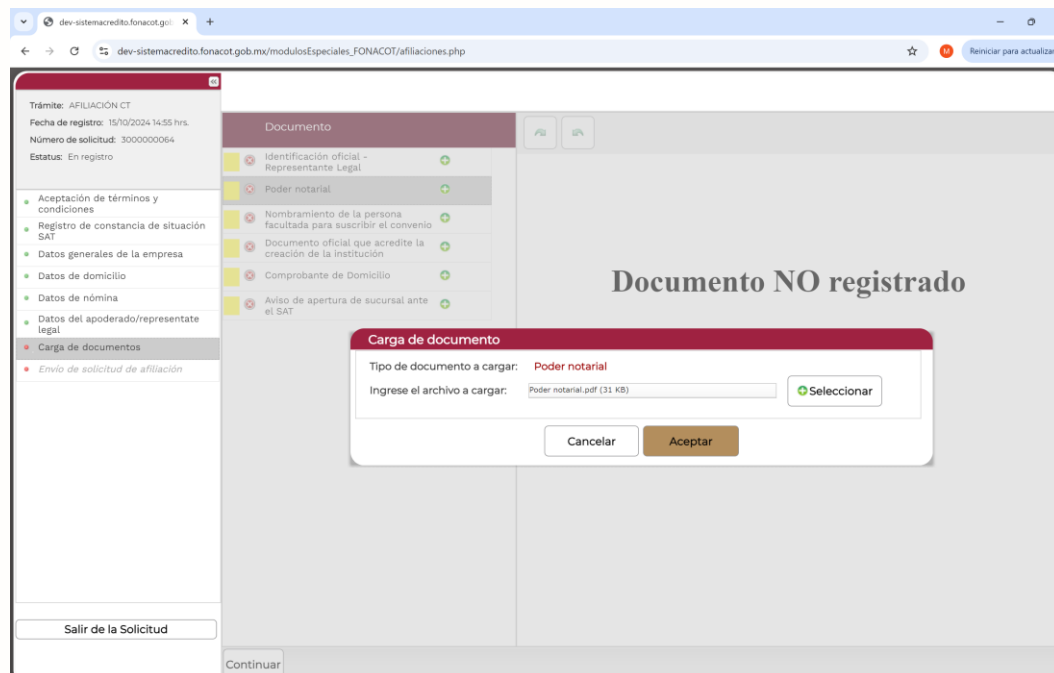 dev-sistemacredito.fonacot.gob
dev-sistemacredito.fonacot.gob.mx/modulosEspeciales_FONACOT/afiliaciones.php
M
Reiniciar para actualizar
Trámite: AFILIACIÓN CT
Fecha de registro: 15/10/2024 14:55 hrs.
Número de solicitud: 3000000064
Estatus: En registro
Aceptación de términos y
condiciones
Registro de constancia de situación
SAT
Datos generales de la empresa
Datos de domicilio
Datos de nómina
Datos del apoderado/representate
legal
Carga de documentos
Envío de solicitud de afiliación
Salir de la Solicitud
Documento
Identificación oficial -
Representante Legal
Poder notarial
Nombramiento de la persona
facultada para suscribir el convenio
Documento oficial que acredite la
creación de la institución
Comprobante de Domicilio
Aviso de apertura de sucursal ante
el SAT
Documento NO registrado
Carga de documento
Tipo de documento a cargar: Poder notarial
Ingrese el archivo a cargar: Poder notarial.pdf (31 KB) Seleccionar
Cancelar Aceptar
Continuar